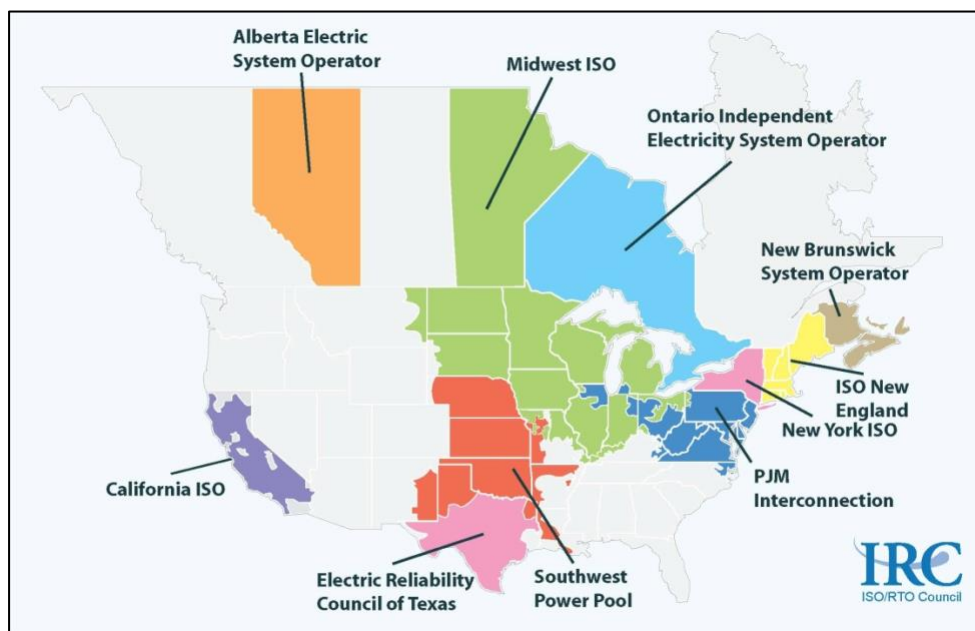 Alberta Electric
System Operator
Midwest ISO
Ontario Independent
Electricity System Operator
New Brunswick
System Operator
ISO New
England
New York ISO
PJM
Interconnection
California ISO
Electric Reliability
Council of Texas
Southwest
Power Pool
IRC
ISO/RTO Council